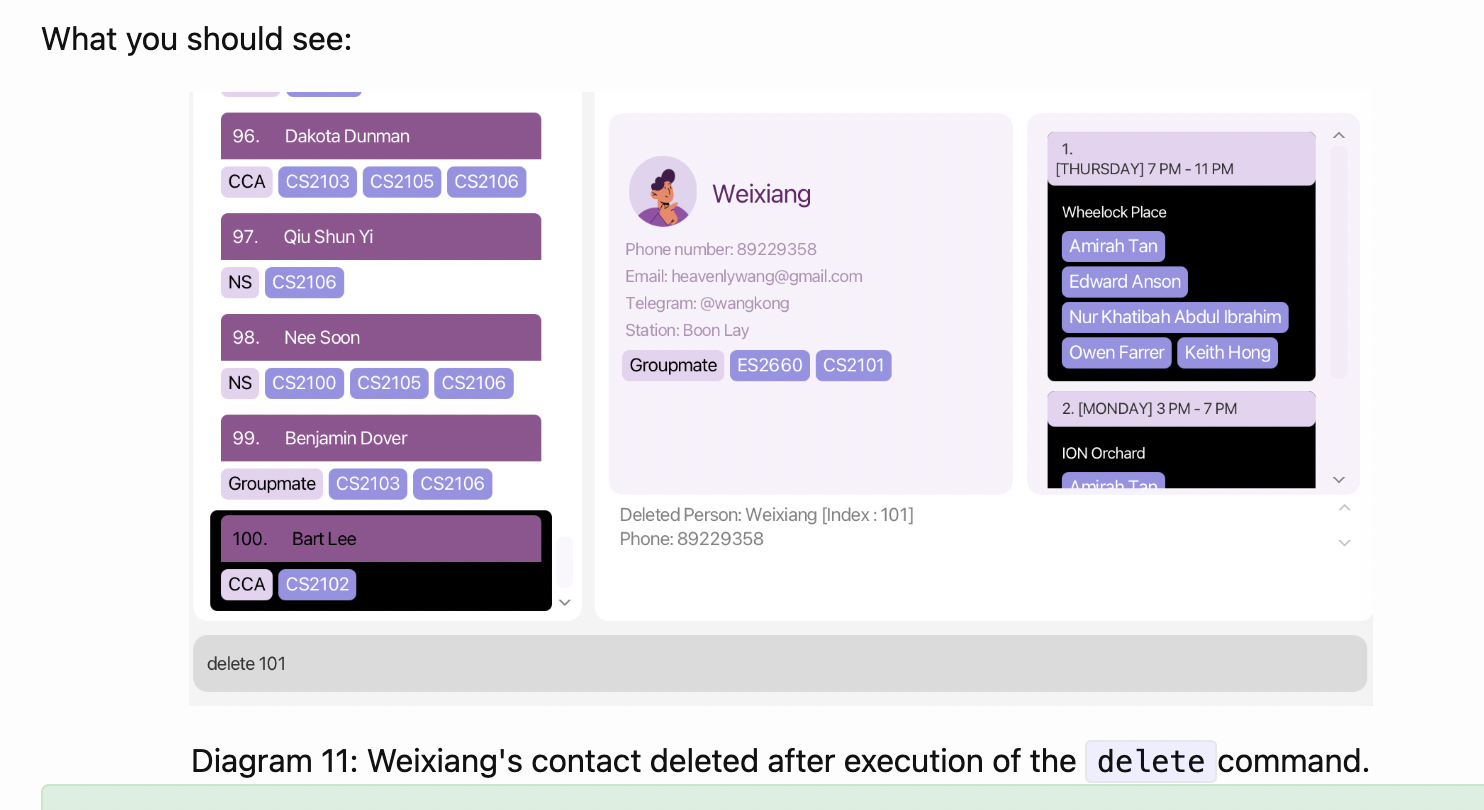 What you should see:
96. Dakota Dunman
CCA CS2103 CS2105 CS2106
97. Qiu Shun Yi
NS CS2106
98. Nee Soon
NS CS2100 CS2105 CS2106
99. Benjamin Dover
Groupmate CS2103 CS2106
100. Bart Lee
CCA CS2102
Weixiang
Phone number: 89229358
Email: heavenlywang@gmail.com
Telegram: @wangkong
Station: Boon Lay
Groupmate ES2660 CS2101
1.
[THURSDAY] 7 PM - 11 PM
Wheelock Place
Amirah Tan
Edward Anson
Nur Khatibah Abdul Ibrahim
Owen Farrer Keith Hong
2. [MONDAY] 3 PM - 7 PM
ION Orchard
Amirah Tan
Deleted Person: Weixiang [Index : 101]
Phone: 89229358
delete 101
Diagram 11: Weixiang's contact deleted after execution of the delete command.